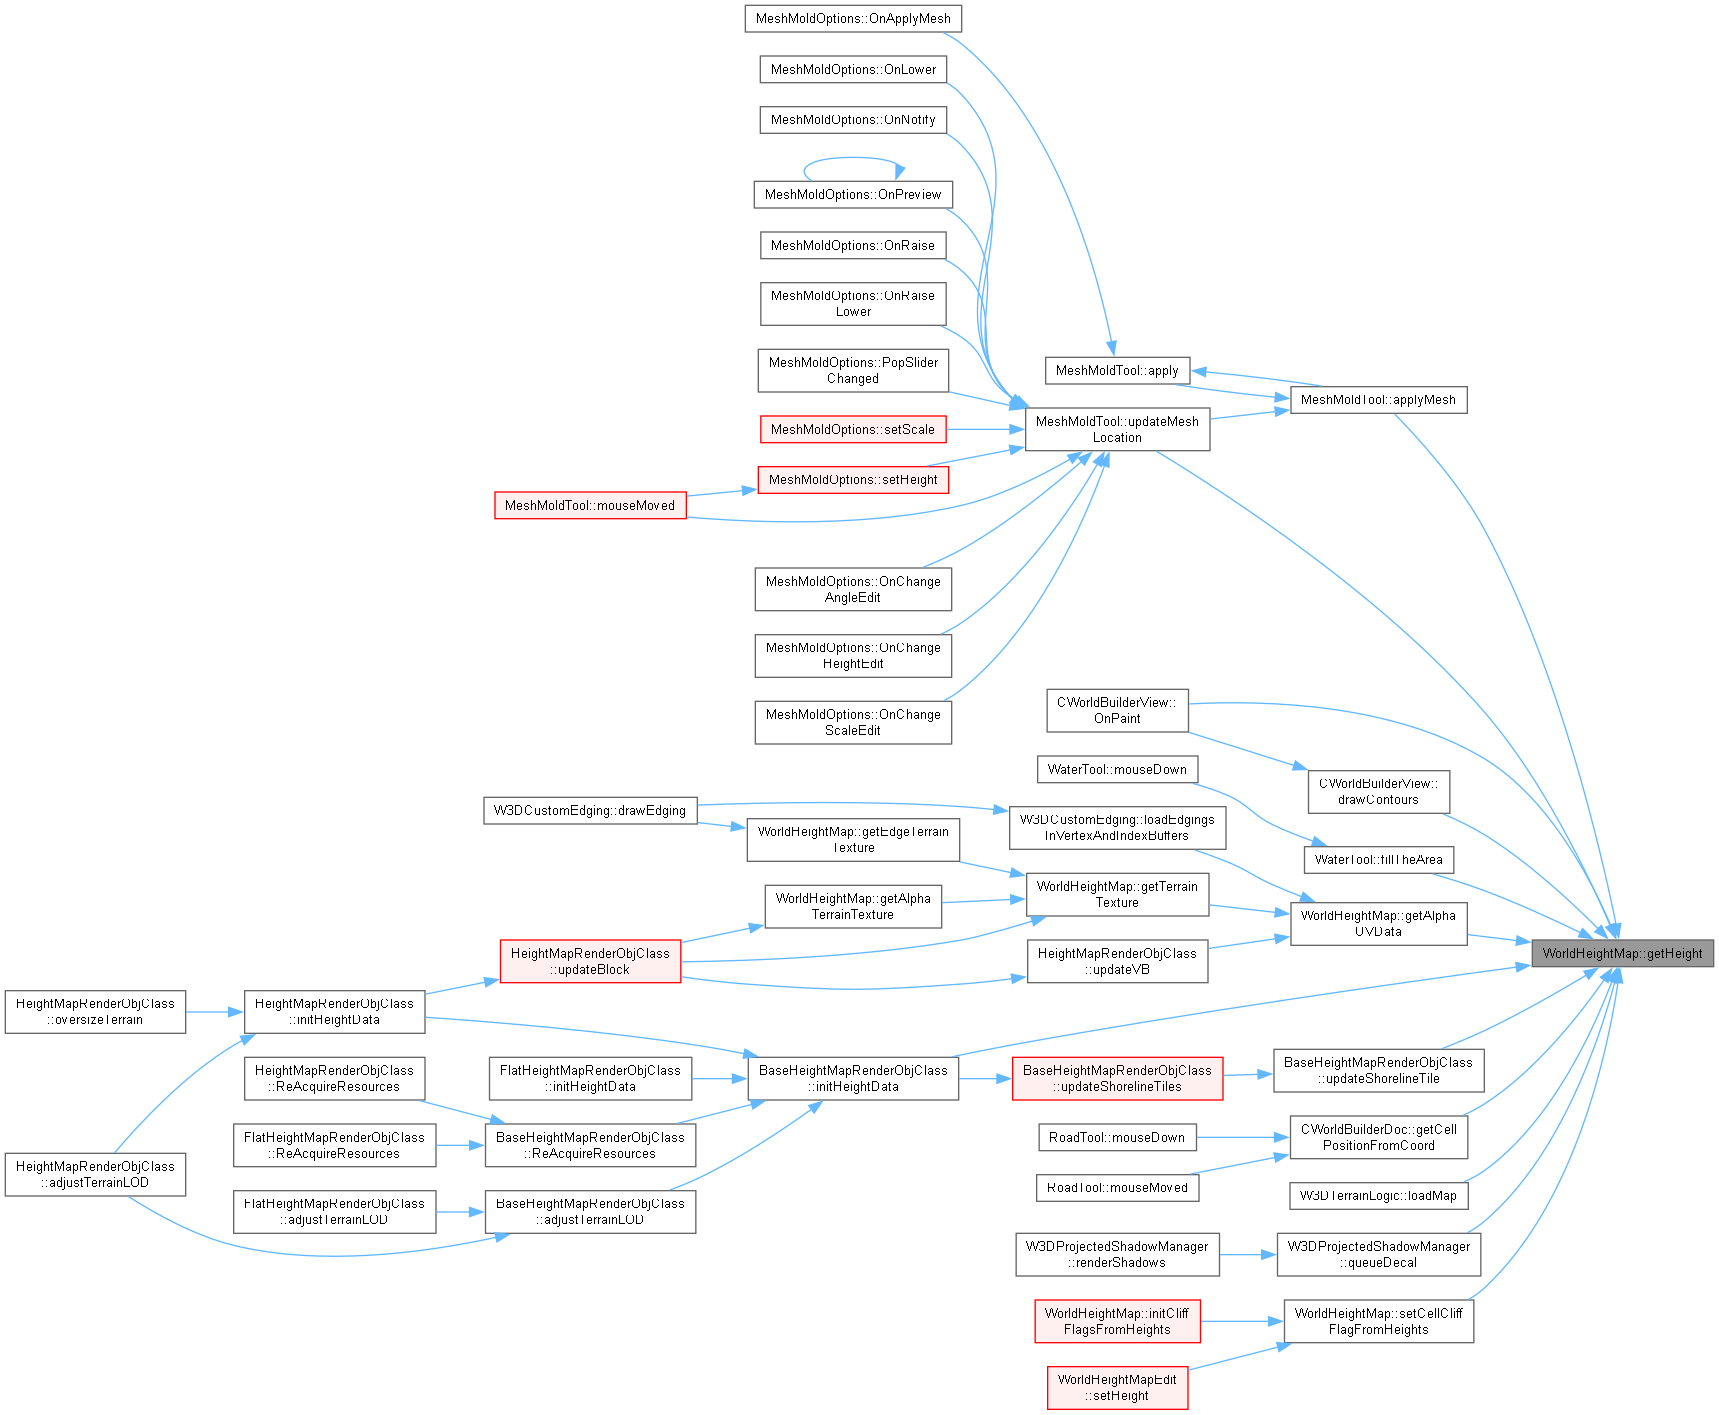 MeshMoldOptions::OnApplyMesh
MeshMoldOptions::OnLower
MeshMoldOptions::OnNotify
MeshMoldOptions::OnPreview
MeshMoldOptions::OnRaise
MeshMoldOptions::OnRaise
Lower
MeshMoldOptions::PopSlider
Changed
MeshMoldTool::apply
MeshMoldTool::applyMesh
MeshMoldTool::updateMesh
Location
MeshMoldOptions::setScale
MeshMoldOptions::setHeight
MeshMoldTool::mouseMoved
MeshMoldOptions::OnChange
AngleEdit
MeshMoldOptions::OnChange
HeightEdit
MeshMoldOptions::OnChange
ScaleEdit
CWorldBuilderView::
OnPaint
WaterTool::mouseDown
CWorldBuilderView::
drawContours
W3DCustomEdging::drawEdging
W3DCustomEdging::loadEdgings
InVertexAndIndexBuffers
WorldHeightMap::getEdgeTerrain
Texture
WaterTool::fillTheArea
WorldHeightMap::getTerrain
Texture
WorldHeightMap::getAlpha
TerrainTexture
WorldHeightMap::getAlpha
UVData
HeightMapRenderObjClass
::updateBlock
HeightMapRenderObjClass
::updateVB
WorldHeightMap::getHeight
HeightMapRenderObjClass
::oversizeTerrain
HeightMapRenderObjClass
::initHeightData
HeightMapRenderObjClass
::ReAcquireResources
FlatHeightMapRenderObjClass
::initHeightData
BaseHeightMapRenderObjClass
::initHeightData
BaseHeightMapRenderObjClass
::updateShorelineTiles
BaseHeightMapRenderObjClass
::updateShorelineTile
FlatHeightMapRenderObjClass
::ReAcquireResources
BaseHeightMapRenderObjClass
::ReAcquireResources
RoadTool::mouseDown
CWorldBuilderDoc::getCell
PositionFromCoord
HeightMapRenderObjClass
::adjustTerrainLOD
RoadTool::mouseMoved
W3DTerrainLogic::loadMap
FlatHeightMapRenderObjClass
::adjustTerrainLOD
BaseHeightMapRenderObjClass
::adjustTerrainLOD
W3DProjectedShadowManager
::renderShadows
W3DProjectedShadowManager
::queueDecal
WorldHeightMap::initCliff
FlagsFromHeights
WorldHeightMap::setCellCliff
FlagFromHeights
WorldHeightMapEdit
::setHeight